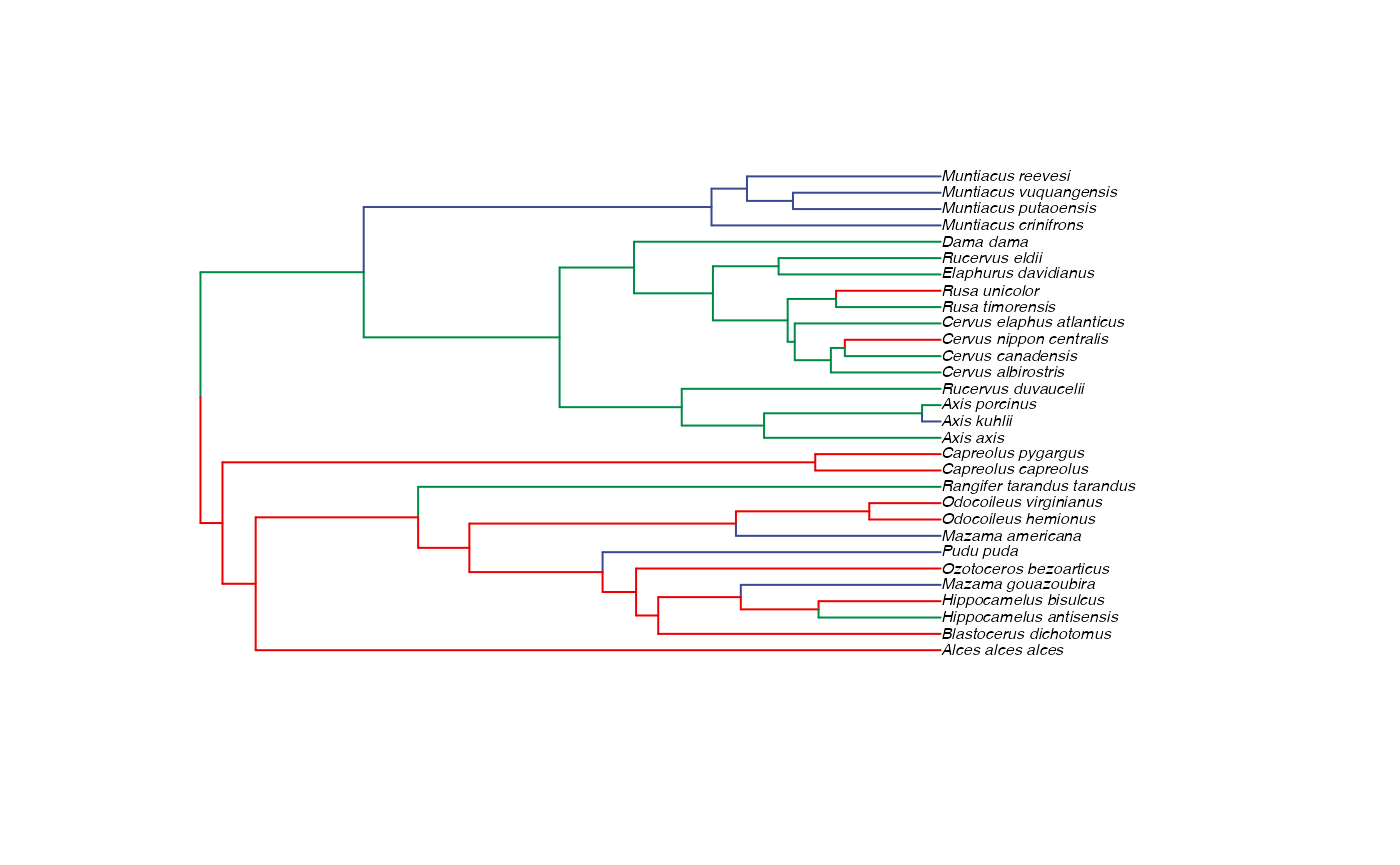 Muntiacus reevesi
Muntiacus vuquangensis
Muntiacus putaoensis
Muntiacus crinifrons
Dama dama
Rucervus eldii
Elaphurus davidianus
Rusa unicolor
Rusa timorensis
Cervus elaphus atlanticus
Cervus nippon centralis
Cervus canadensis
Cervus albirostris
Rucervus duvaucelii
Axis porcinus
Axis kuhlii
Axis axis
Capreolus pygargus
Capreolus capreolus
Rangifer tarandus tarandus
Odocoileus virginianus
Odocoileus hemionus
Mazama americana
Pudu puda
Ozotoceros bezoarticus
Mazama gouazoubira
Hippocamelus bisulcus
Hippocamelus antisensis
Blastocerus dichotomus
Alces alces alces